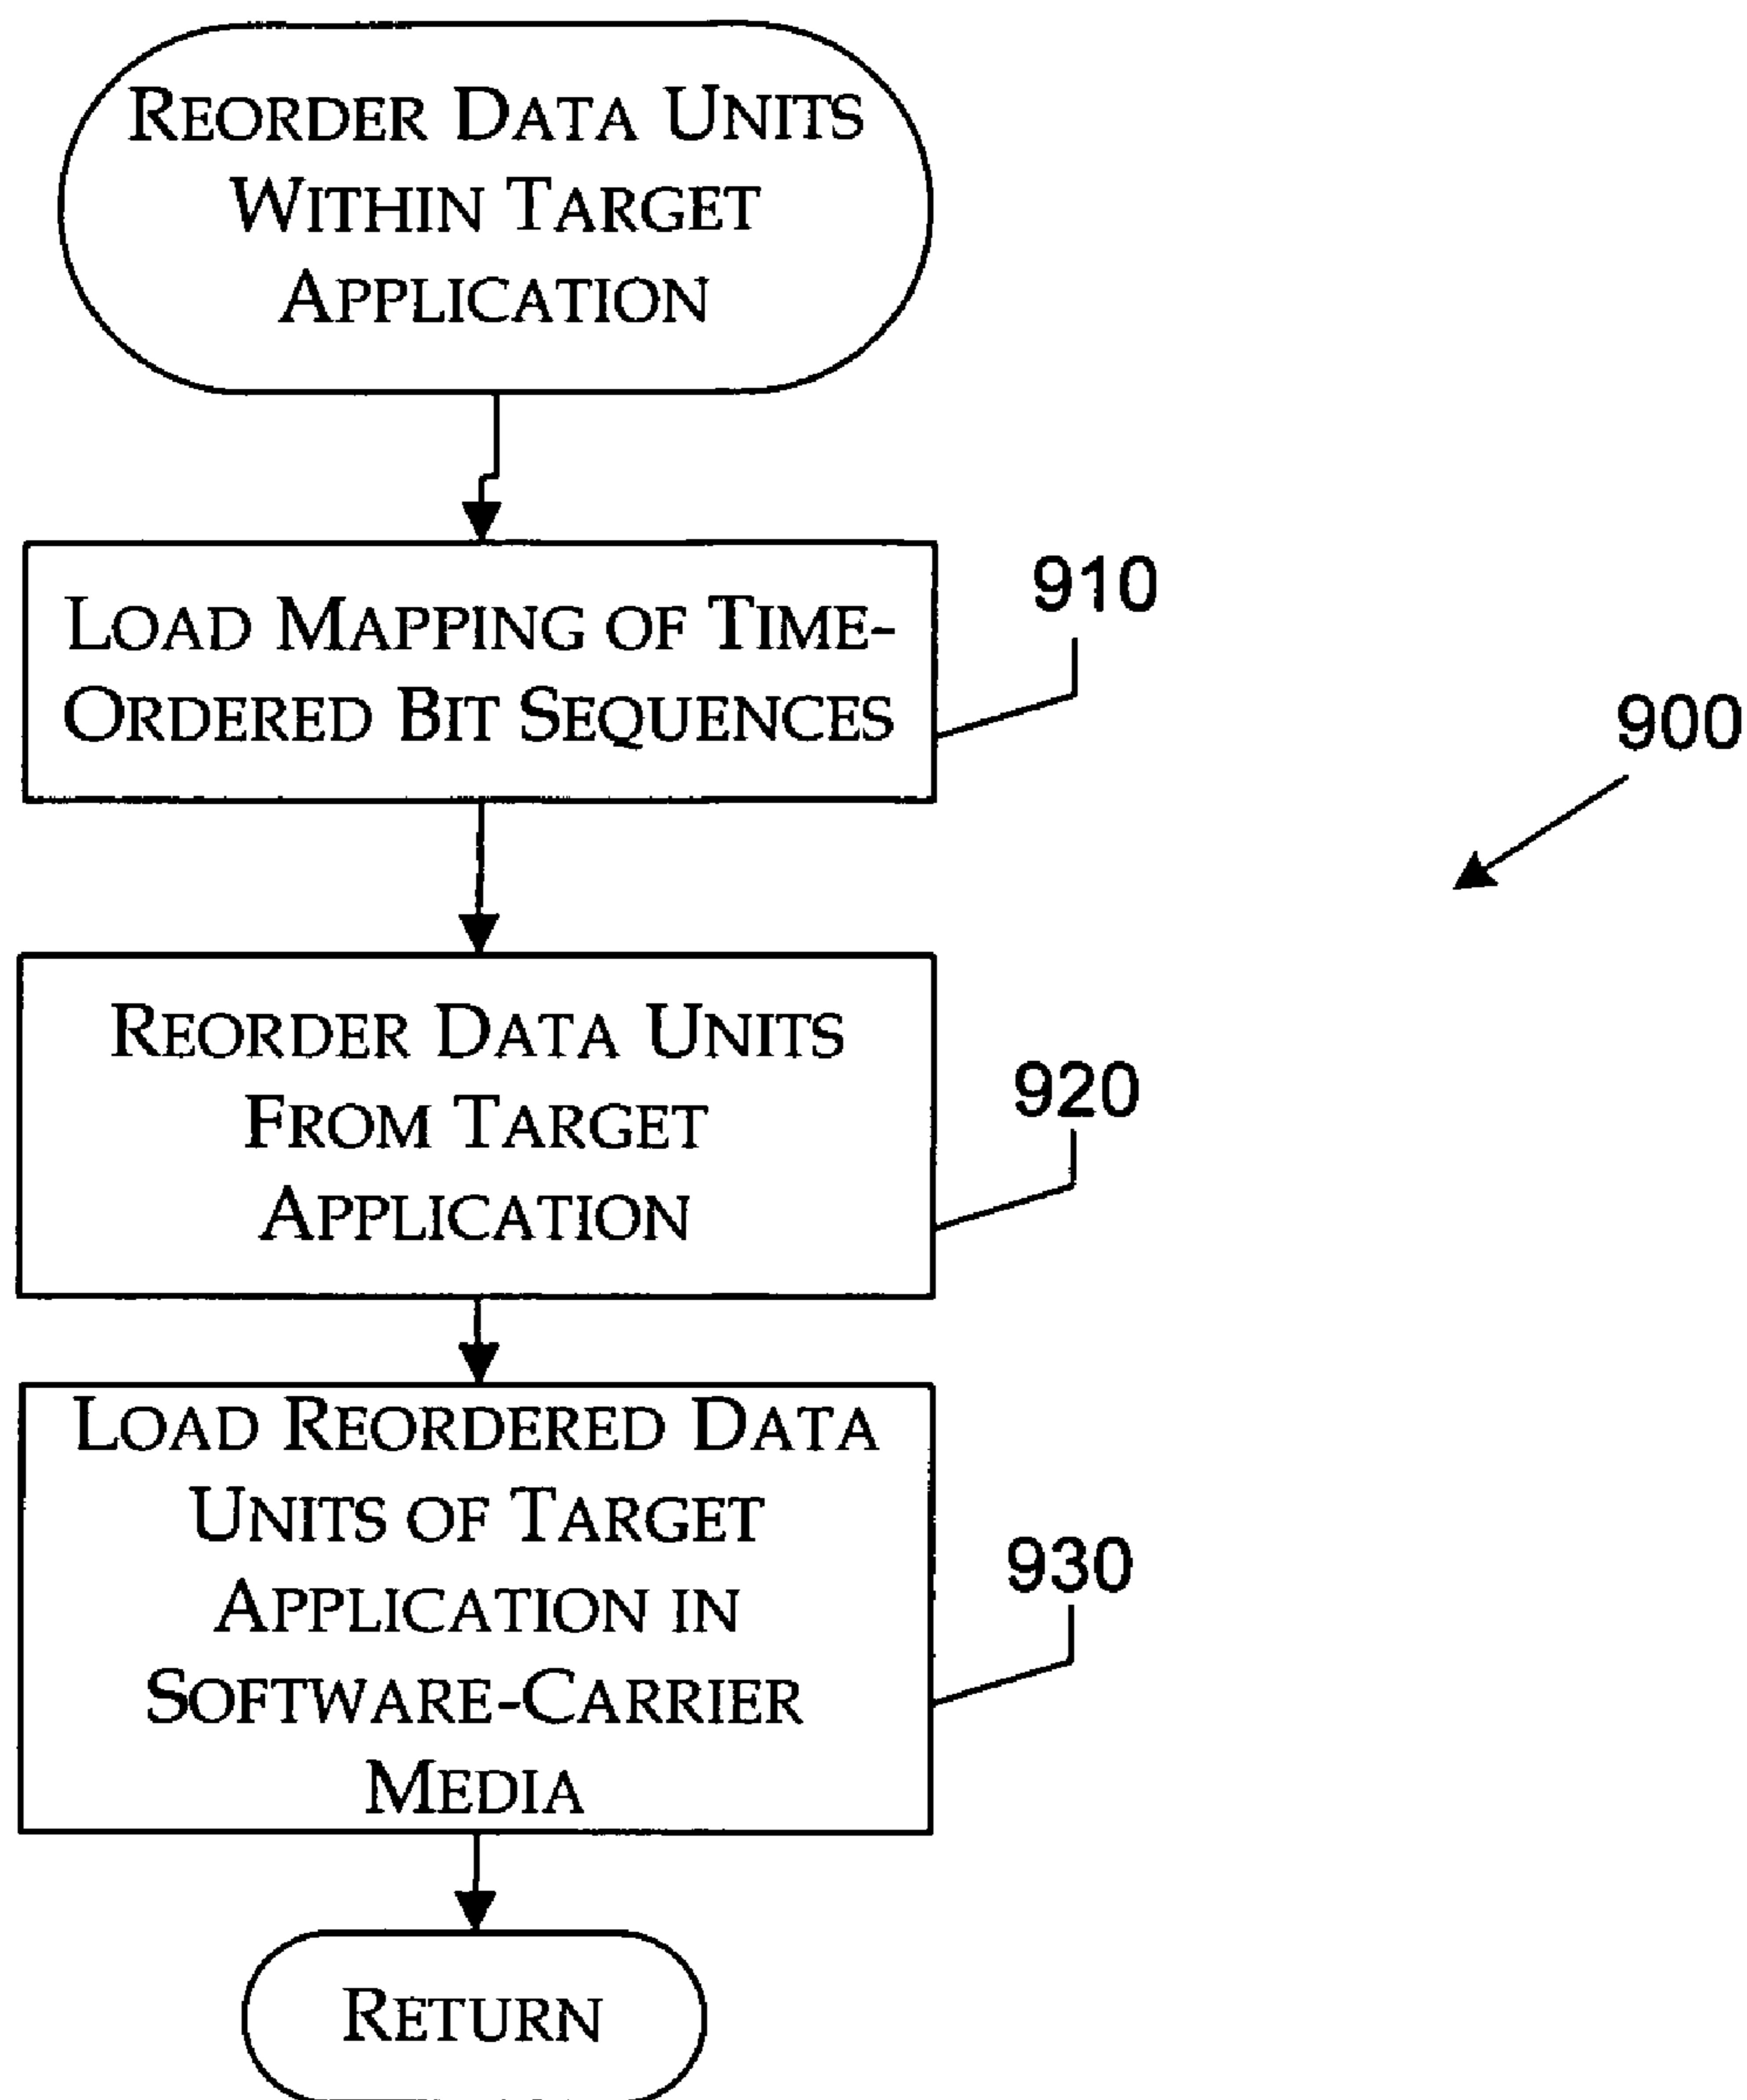 REORDER DATA UNITS
WITHIN TARGET
APPLICATION
LOAD MAPPING OF TIME-
ORDERED BIT SEQUENCES
910
900
REORDER DATA UNITS
FROM TARGET
APPLICATION
920
LOAD REORDERED DATA
UNITS OF TARGET
APPLICATION IN
SOFTWARE-CARRIER
MEDIA
930
RETURN